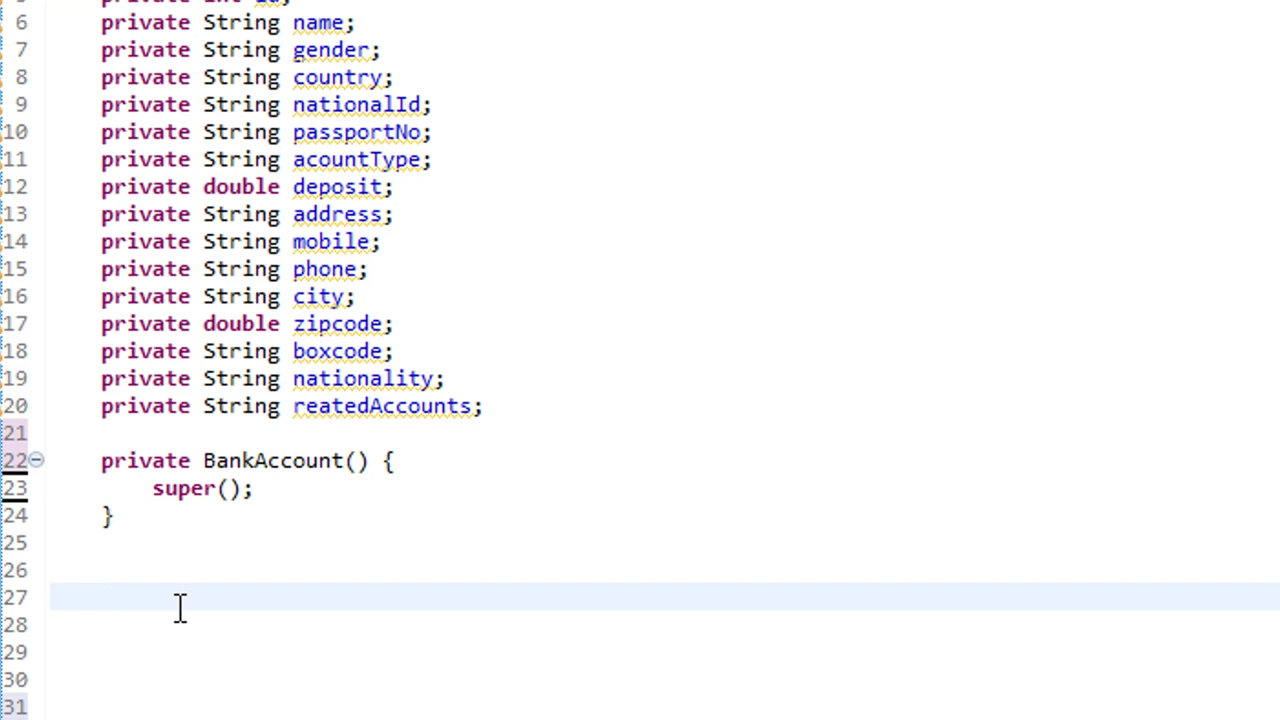 6 private String name;
7 private String gender;
8 private String country;
9 private String nationalId;
10 private String passportNo;
11 private String acountType;
12 private double deposit;
13 private String address;
14 private String mobile;
15 private String phone;
16 private String city;
17 private double zipcode;
18 private String boxcode;
19 private String nationality;
20 private String reatedAccounts;
21
22 private BankAccount() {
23 super();
24 }
25
26
27
28
29
30
31